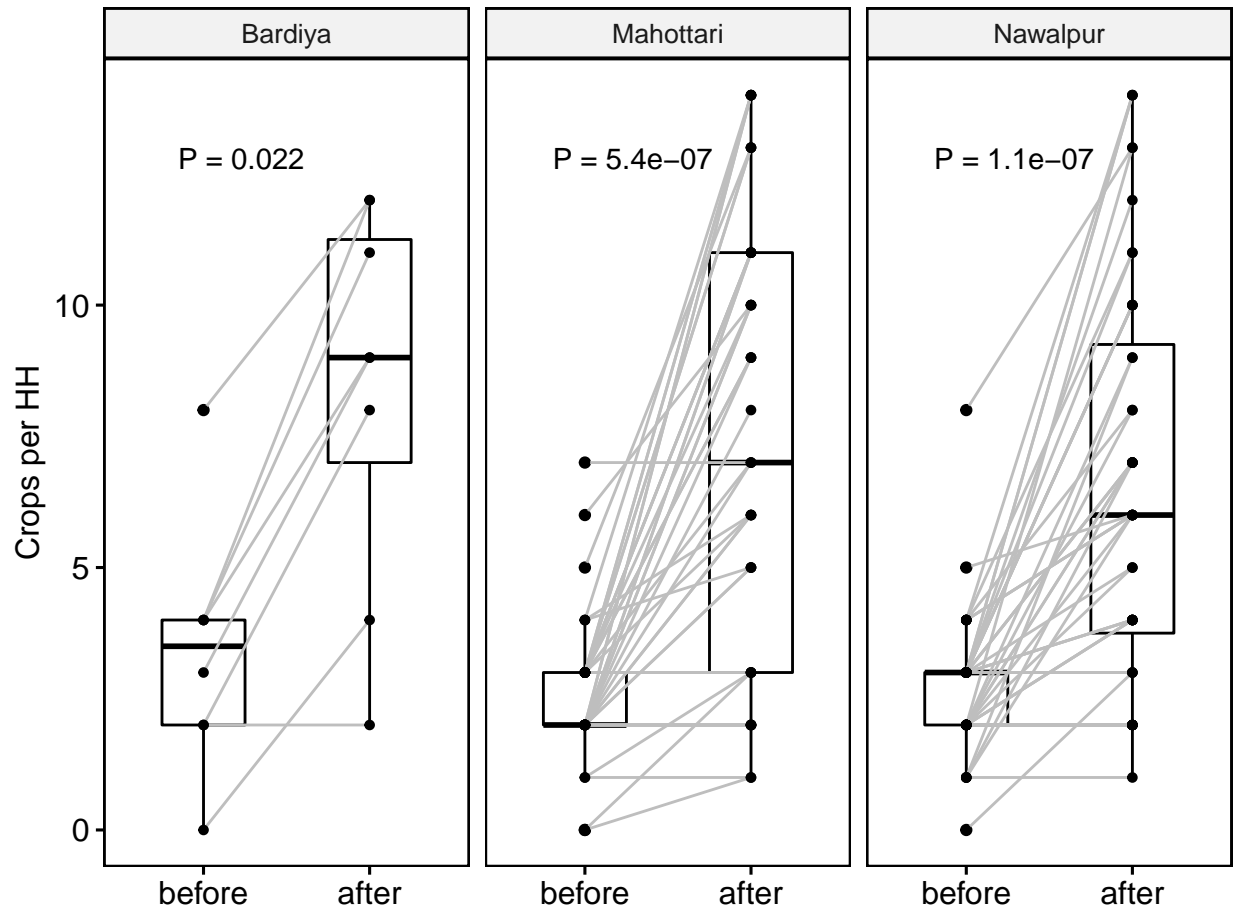 Bardiya
Mahottari
Nawalpur
P = 0.022
P = 5.4e−07
P = 1.1e−07
Crops per HH
10
5
0
before
after
before
after
before
after